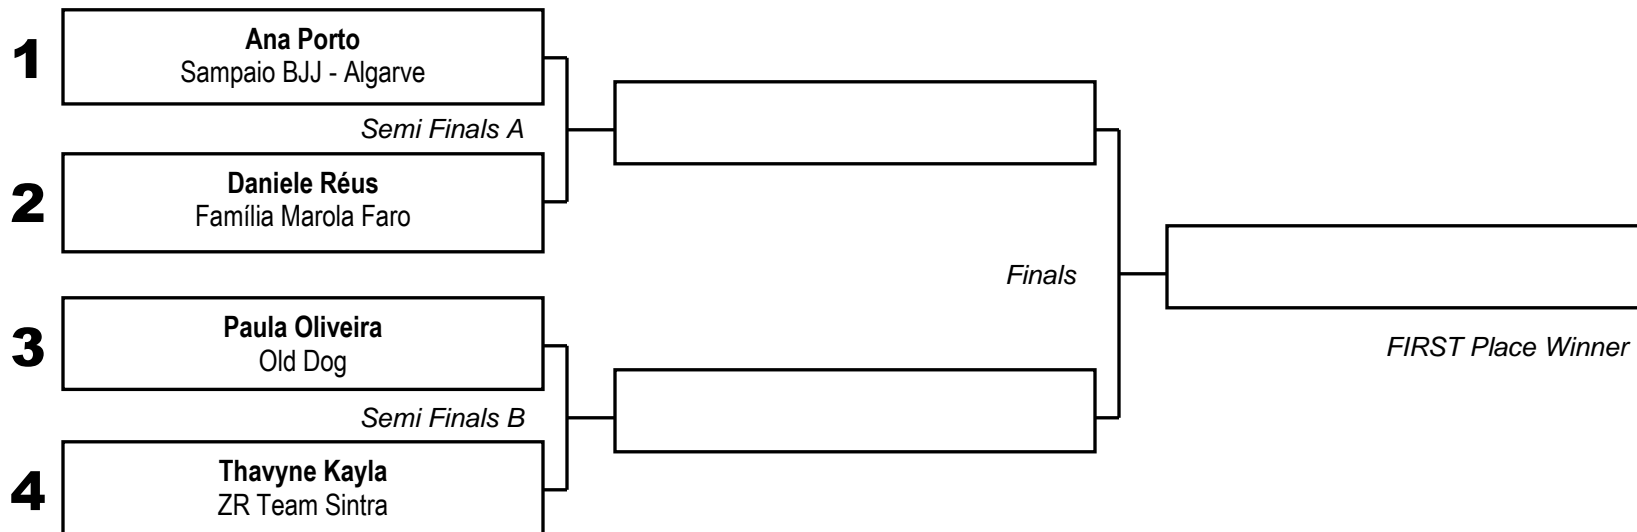 1
Ana Porto
Sampaio BJJ - Algarve
Semi Finals A
2
Daniele Réus
Família Marola Faro
Finals
FIRST Place Winner
3
Paula Oliveira
Old Dog
Semi Finals B
4
Thavyne Kayla
ZR Team Sintra